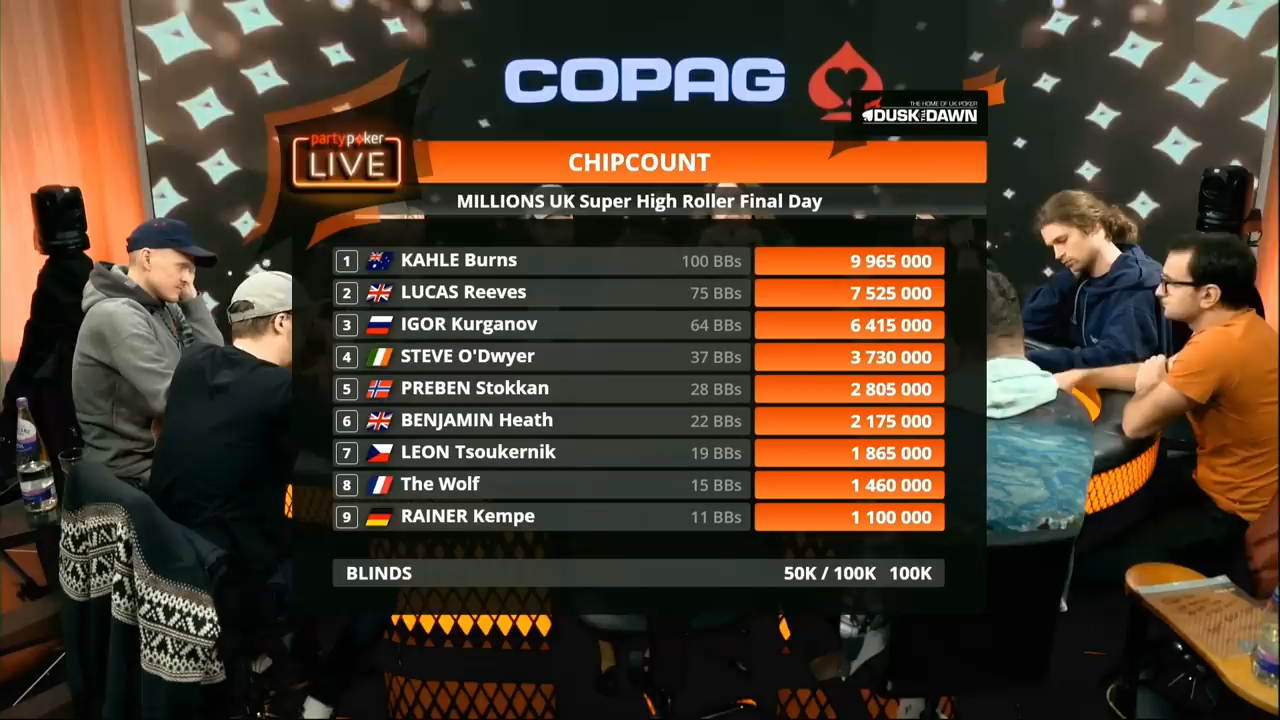 COPAG
THE HOME OF UK POKER
DUSK TILL DAWN
partypoker
LIVE
CHIPCOUNT
MILLIONS UK Super High Roller Final Day
1 KAHLE Burns 100 BBs 9 965 000
2 LUCAS Reeves 75 BBs 7 525 000
3 IGOR Kurganov 64 BBs 6 415 000
4 STEVE O'Dwyer 37 BBs 3 730 000
5 PREBEN Stokkan 28 BBs 2 805 000
6 BENJAMIN Heath 22 BBs 2 175 000
7 LEON Tsoukernik 19 BBs 1 865 000
8 The Wolf 15 BBs 1 460 000
9 RAINER Kempe 11 BBs 1 100 000
BLINDS 50K / 100K 100K